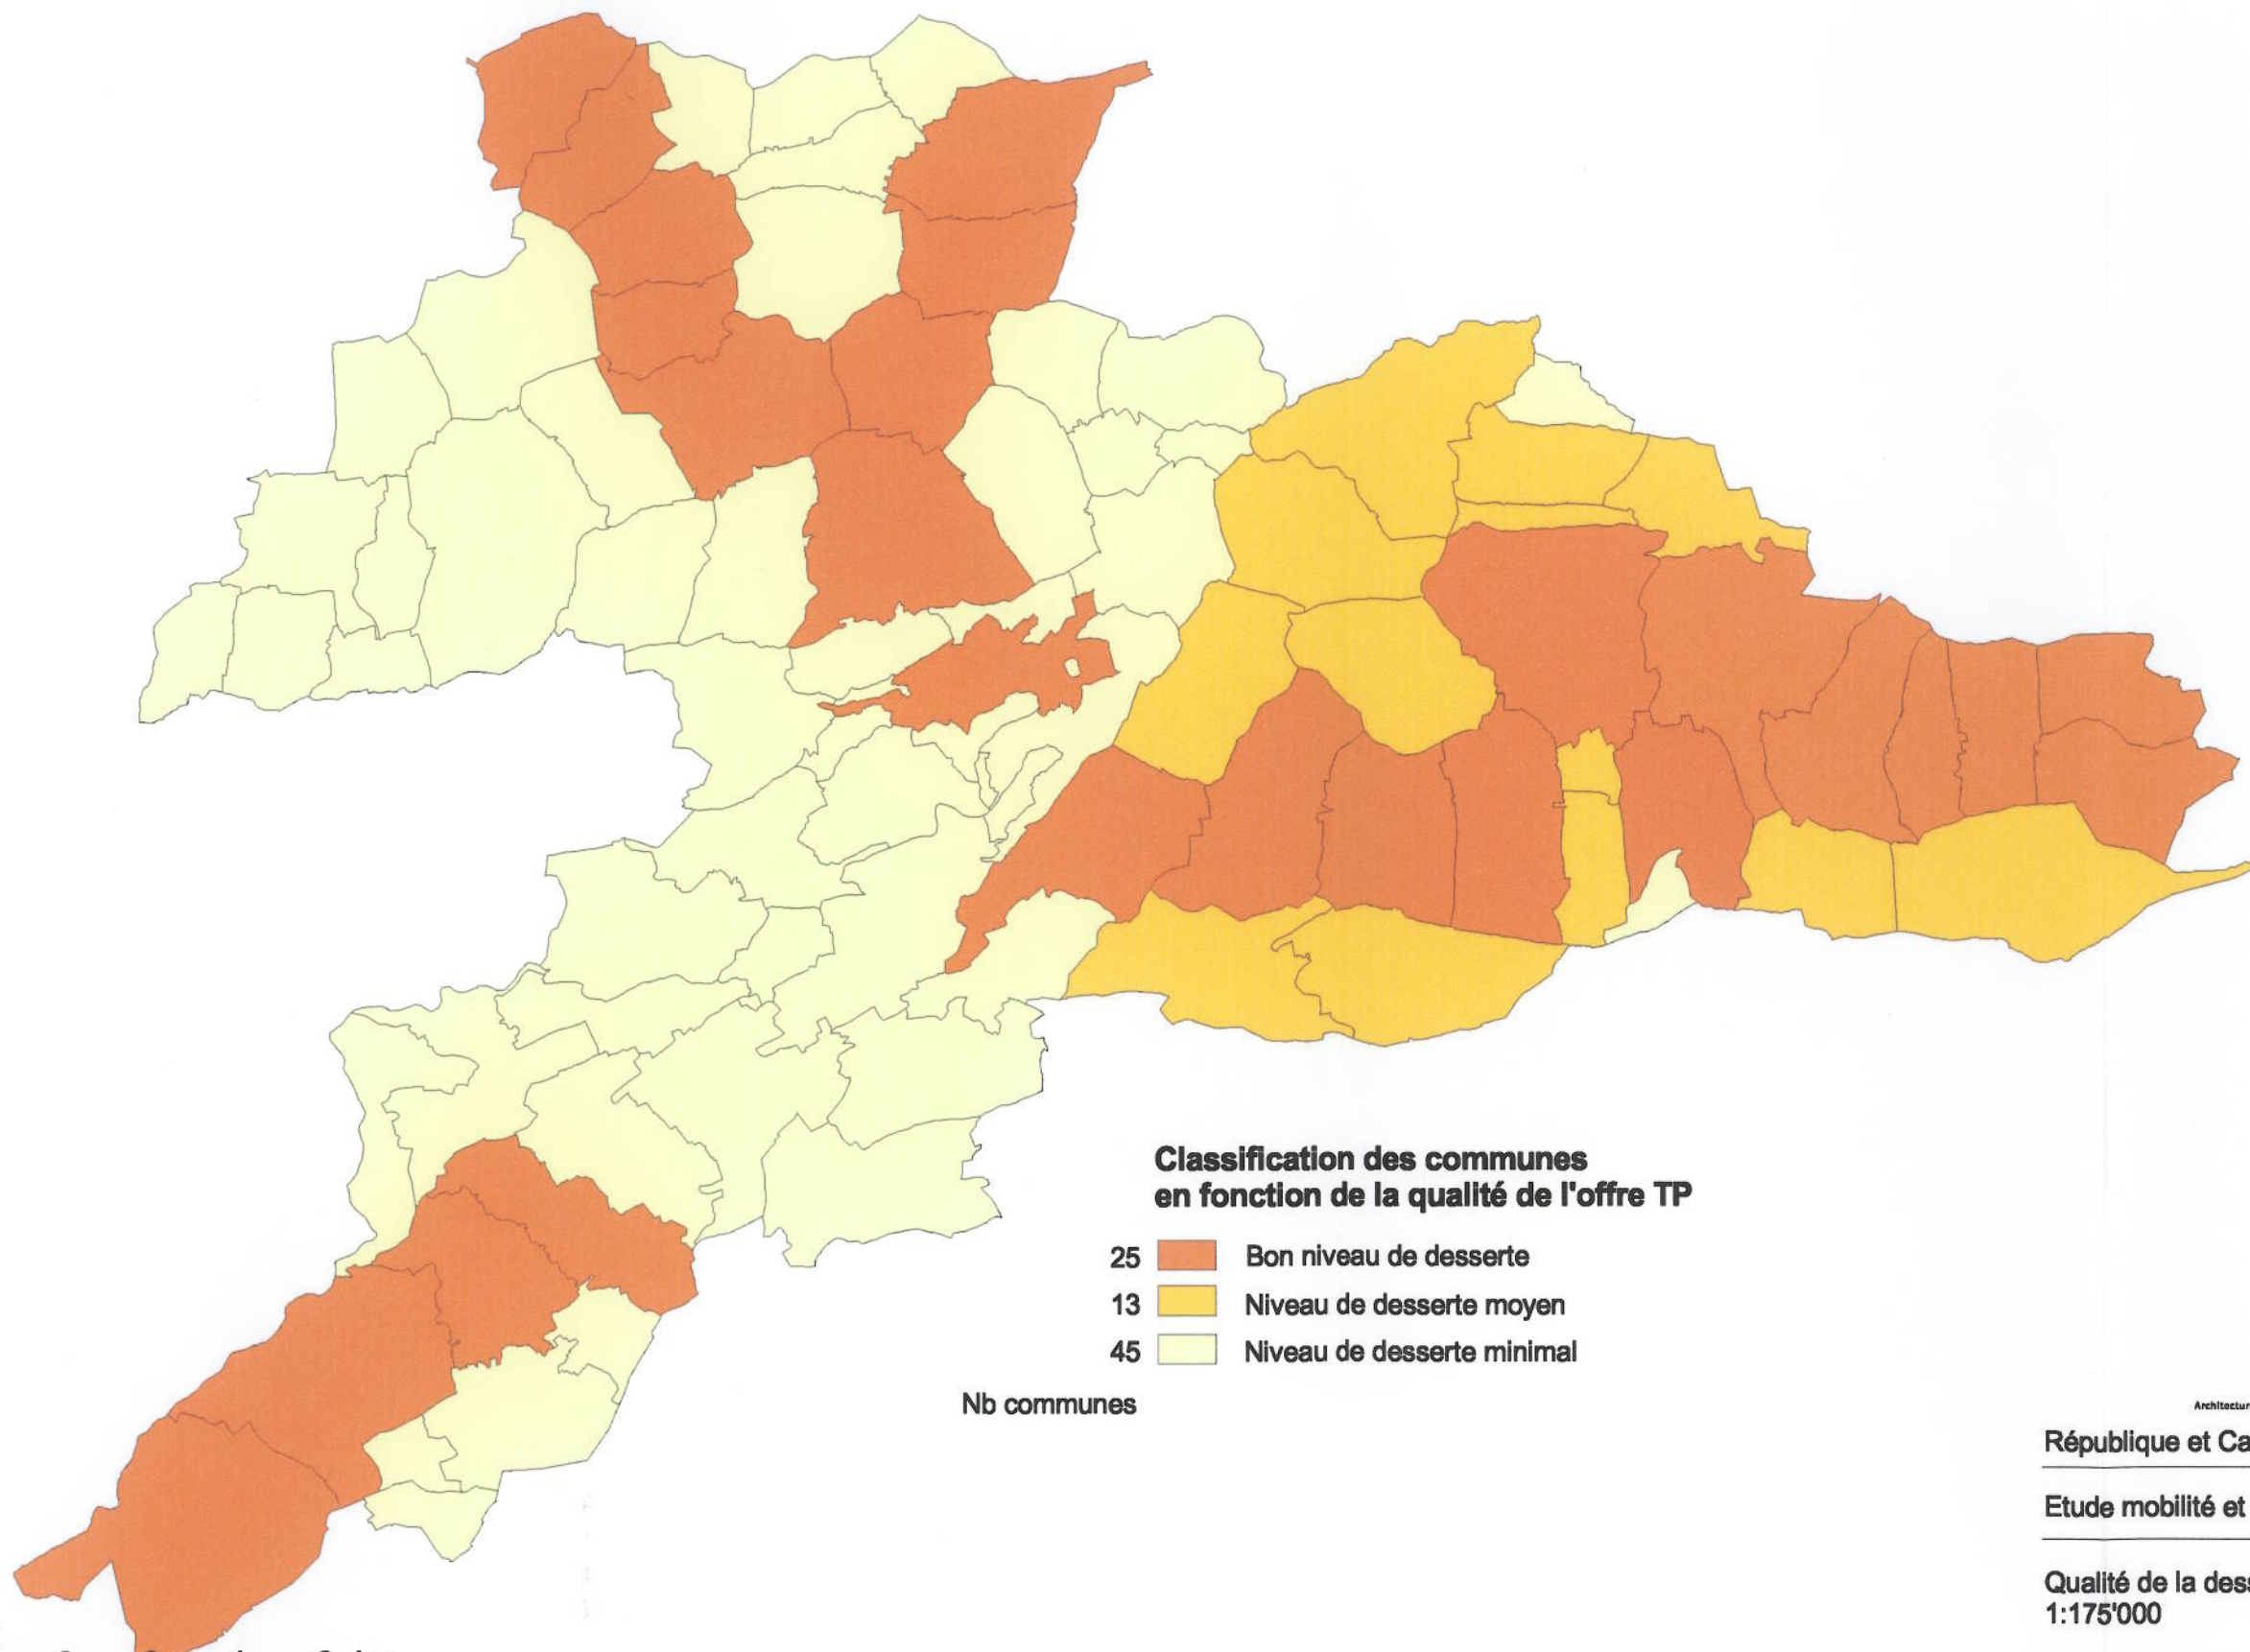 Classification des communes
en fonction de la qualité de l'offre TP
25 Bon niveau de desserte
13 Niveau de desserte moyen
45 Niveau de desserte minimal
Nb communes
Architectur
République et Ca
Etude mobilité et
Qualité de la dess
1:175'000